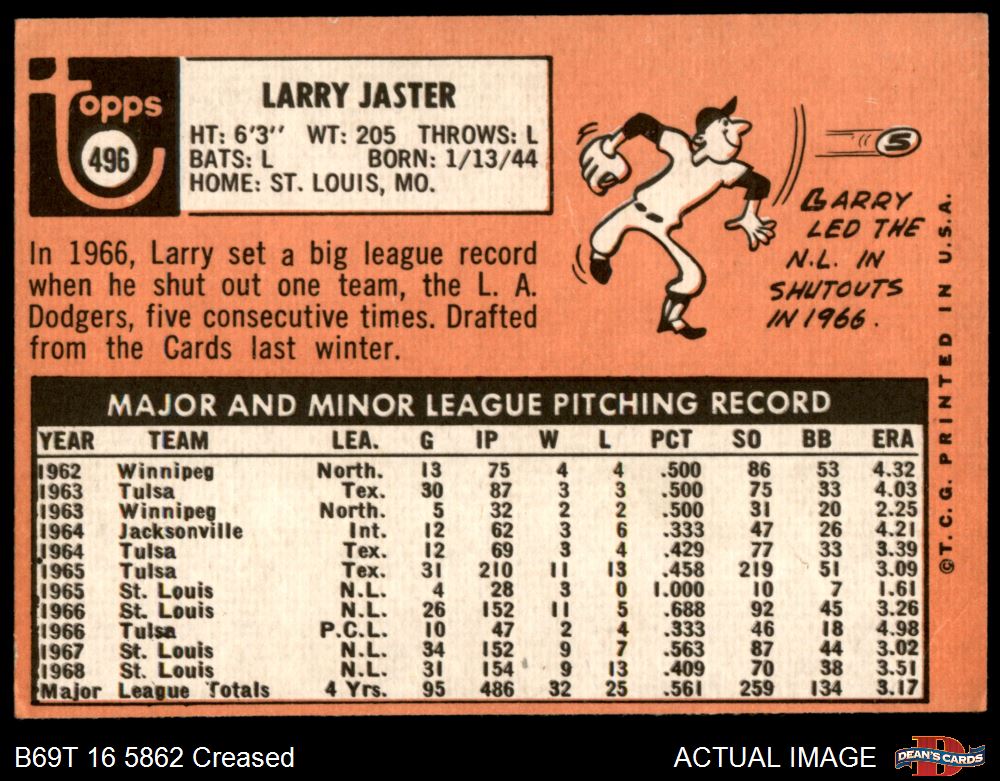 Topps
496
LARRY JASTER
HT: 6'3" WT: 205 THROWS: L
BATS: L BORN: 1/13/44
HOME: ST. LOUIS, MO.
In 1966, Larry set a big league record
when he shut out one team, the L. A.
Dodgers, five consecutive times. Drafted
from the Cards last winter.
5
LARRY
LED THE
N.L. IN
SHUTOUTS
IN 1966.
©T. C. G. PRINTED IN U. S. A.
MAJOR AND MINOR LEAGUE PITCHING RECORD
YEAR TEAM LEA. G IP W L PCT SO BB ERA
1962 Winnipeg North. 13 75 4 4 .500 86 53 4.32
1963 Tulsa Tex. 30 87 3 3 .500 75 33 4.03
1963 Winnipeg North. 5 32 2 2 .500 31 20 2.25
1964 Jacksonville Int. 12 62 3 6 .333 47 26 4.21
1964 Tulsa Tex. 12 69 3 4 .429 77 33 3.39
1965 Tulsa Tex. 31 210 11 13 .458 219 51 3.09
1965 St. Louis N.L. 4 28 3 0 1.000 10 7 1.61
1966 St. Louis N.L. 26 152 11 5 .688 92 45 3.26
1966 Tulsa P.C.L. 10 47 2 4 .333 46 18 4.98
1967 St. Louis N.L. 34 152 9 7 .563 87 44 3.02
1968 St. Louis N.L. 31 154 9 13 .409 70 38 3.51
Major League Totals 4 Yrs. 95 486 32 25 .561 259 134 3.17
B69T 16 5862 Creased
ACTUAL IMAGE
D
DEAN'S CARDS